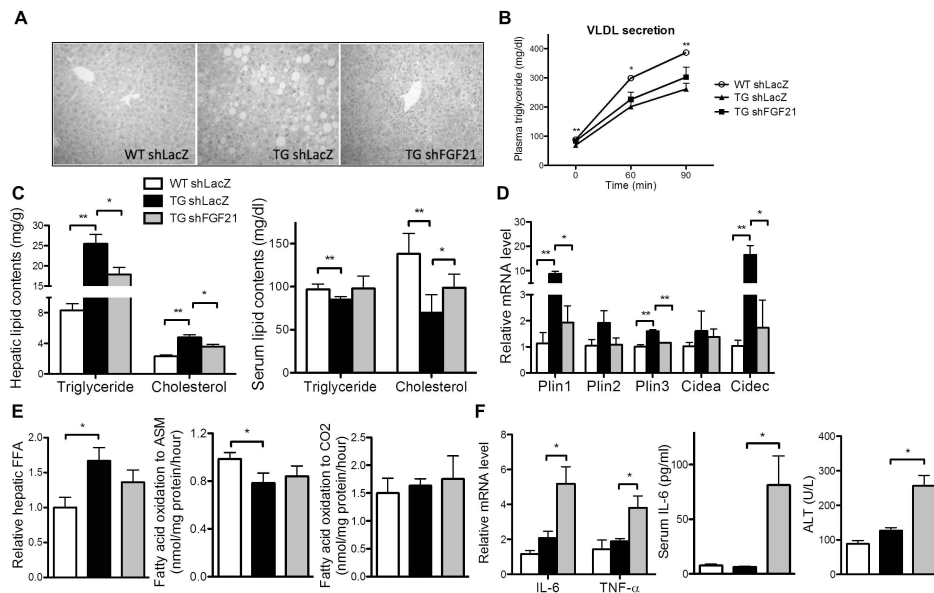 A
WT shLacZ
TG shLacZ
TG shFGF21
B
VLDL secretion
Plasma triglyceride (mg/dl)
400
300
200
100
0
**
*
**
0
60
90
Time (min)
WT shLacZ
TG shLacZ
TG shFGF21
C
WT shLacZ
TG shLacZ
TG shFGF21
Hepatic lipid contents (mg/g)
30
25
20
15
10
8
4
0
**
*
**
*
Triglyceride
Cholesterol
Serum lipid contents (mg/dl)
150
100
50
0
**
**
*
Triglyceride
Cholesterol
D
Relative mRNA level
30
20
10
3
2
1
0
**
*
**
**
**
*
Plin1
Plin2
Plin3
Cidea
Cidec
E
Relative hepatic FFA
2.0
1.5
1.0
0.5
0.0
*
Fatty acid oxidation to ASM
(nmol/mg protein/hour)
1.2
0.9
0.6
0.3
0.0
*
Fatty acid oxidation to CO2
(nmol/mg protein/hour)
2.5
2.0
1.5
1.0
0.5
0.0
F
Relative mRNA level
8
6
4
2
0
*
*
IL-6
TNF-α
Serum IL-6 (pg/ml)
100
50
0
*
ALT (U/L)
400
300
200
100
0
*